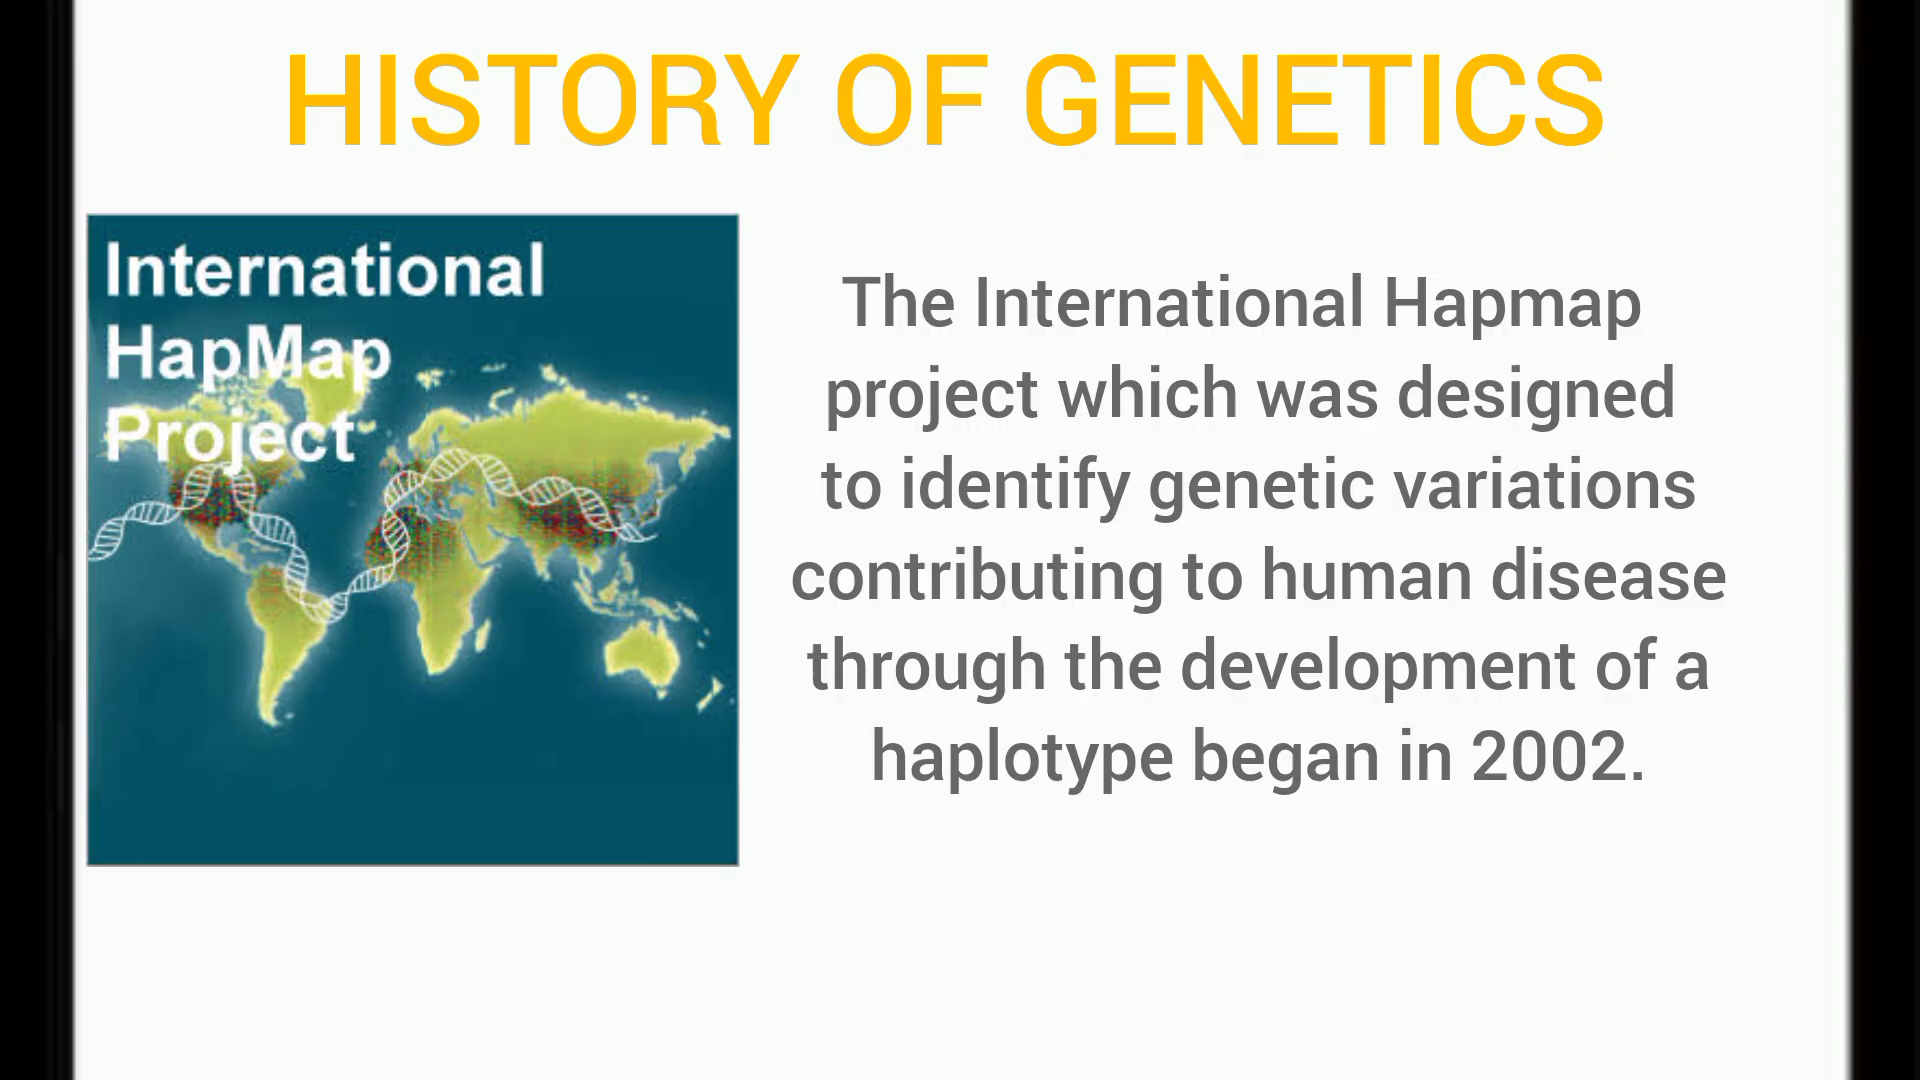 HISTORY OF GENETICS
International
HapMap
Project
The International Hapmap
project which was designed
to identify genetic variations
contributing to human disease
through the development of a
haplotype began in 2002.